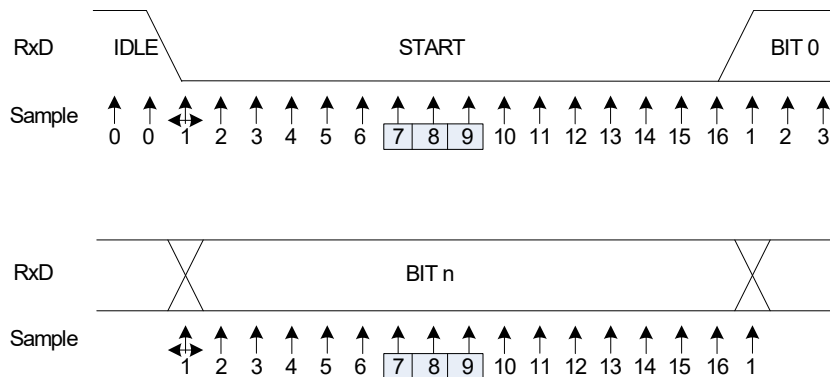 RxD IDLE START BIT 0
Sample
0 0 1 2 3 4 5 6 7 8 9 10 11 12 13 14 15 16 1 2 3
RxD BIT n
Sample
1 2 3 4 5 6 7 8 9 10 11 12 13 14 15 16 1